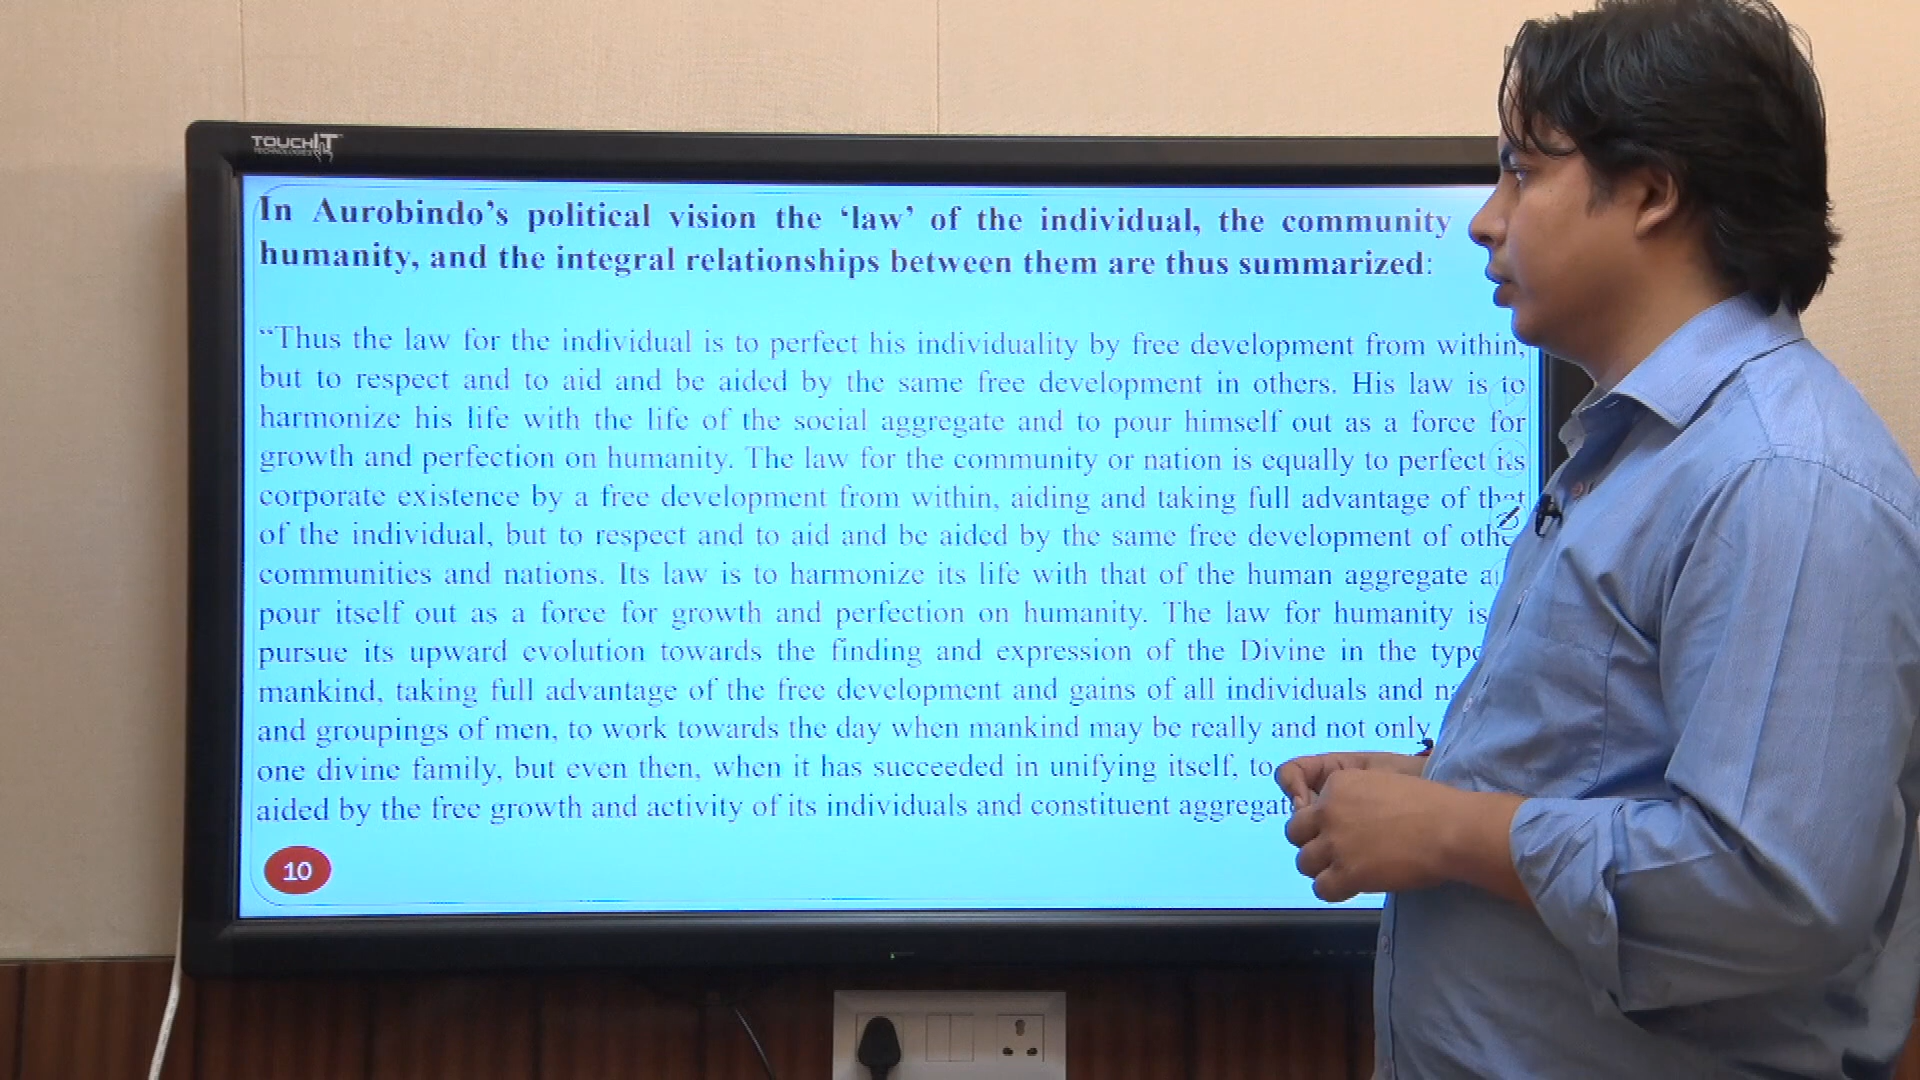 TOUCHIT
TECHNOLOGIES
In Aurobindo’s political vision the ‘law’ of the individual, the community
humanity, and the integral relationships between them are thus summarized:
“Thus the law for the individual is to perfect his individuality by free development from within,
but to respect and to aid and be aided by the same free development in others. His law is to
harmonize his life with the life of the social aggregate and to pour himself out as a force for
growth and perfection on humanity. The law for the community or nation is equally to perfect its
corporate existence by a free development from within, aiding and taking full advantage of that
of the individual, but to respect and to aid and be aided by the same free development of
communities and nations. Its law is to harmonize its life with that of the human aggregate
pour itself out as a force for growth and perfection on humanity. The law for humanity is
pursue its upward evolution towards the finding and expression of the Divine in the type
mankind, taking full advantage of the free development and gains of all individuals and
and groupings of men, to work towards the day when mankind may be really and not only
one divine family, but even then, when it has succeeded in unifying itself, to
aided by the free growth and activity of its individuals and constituent
10